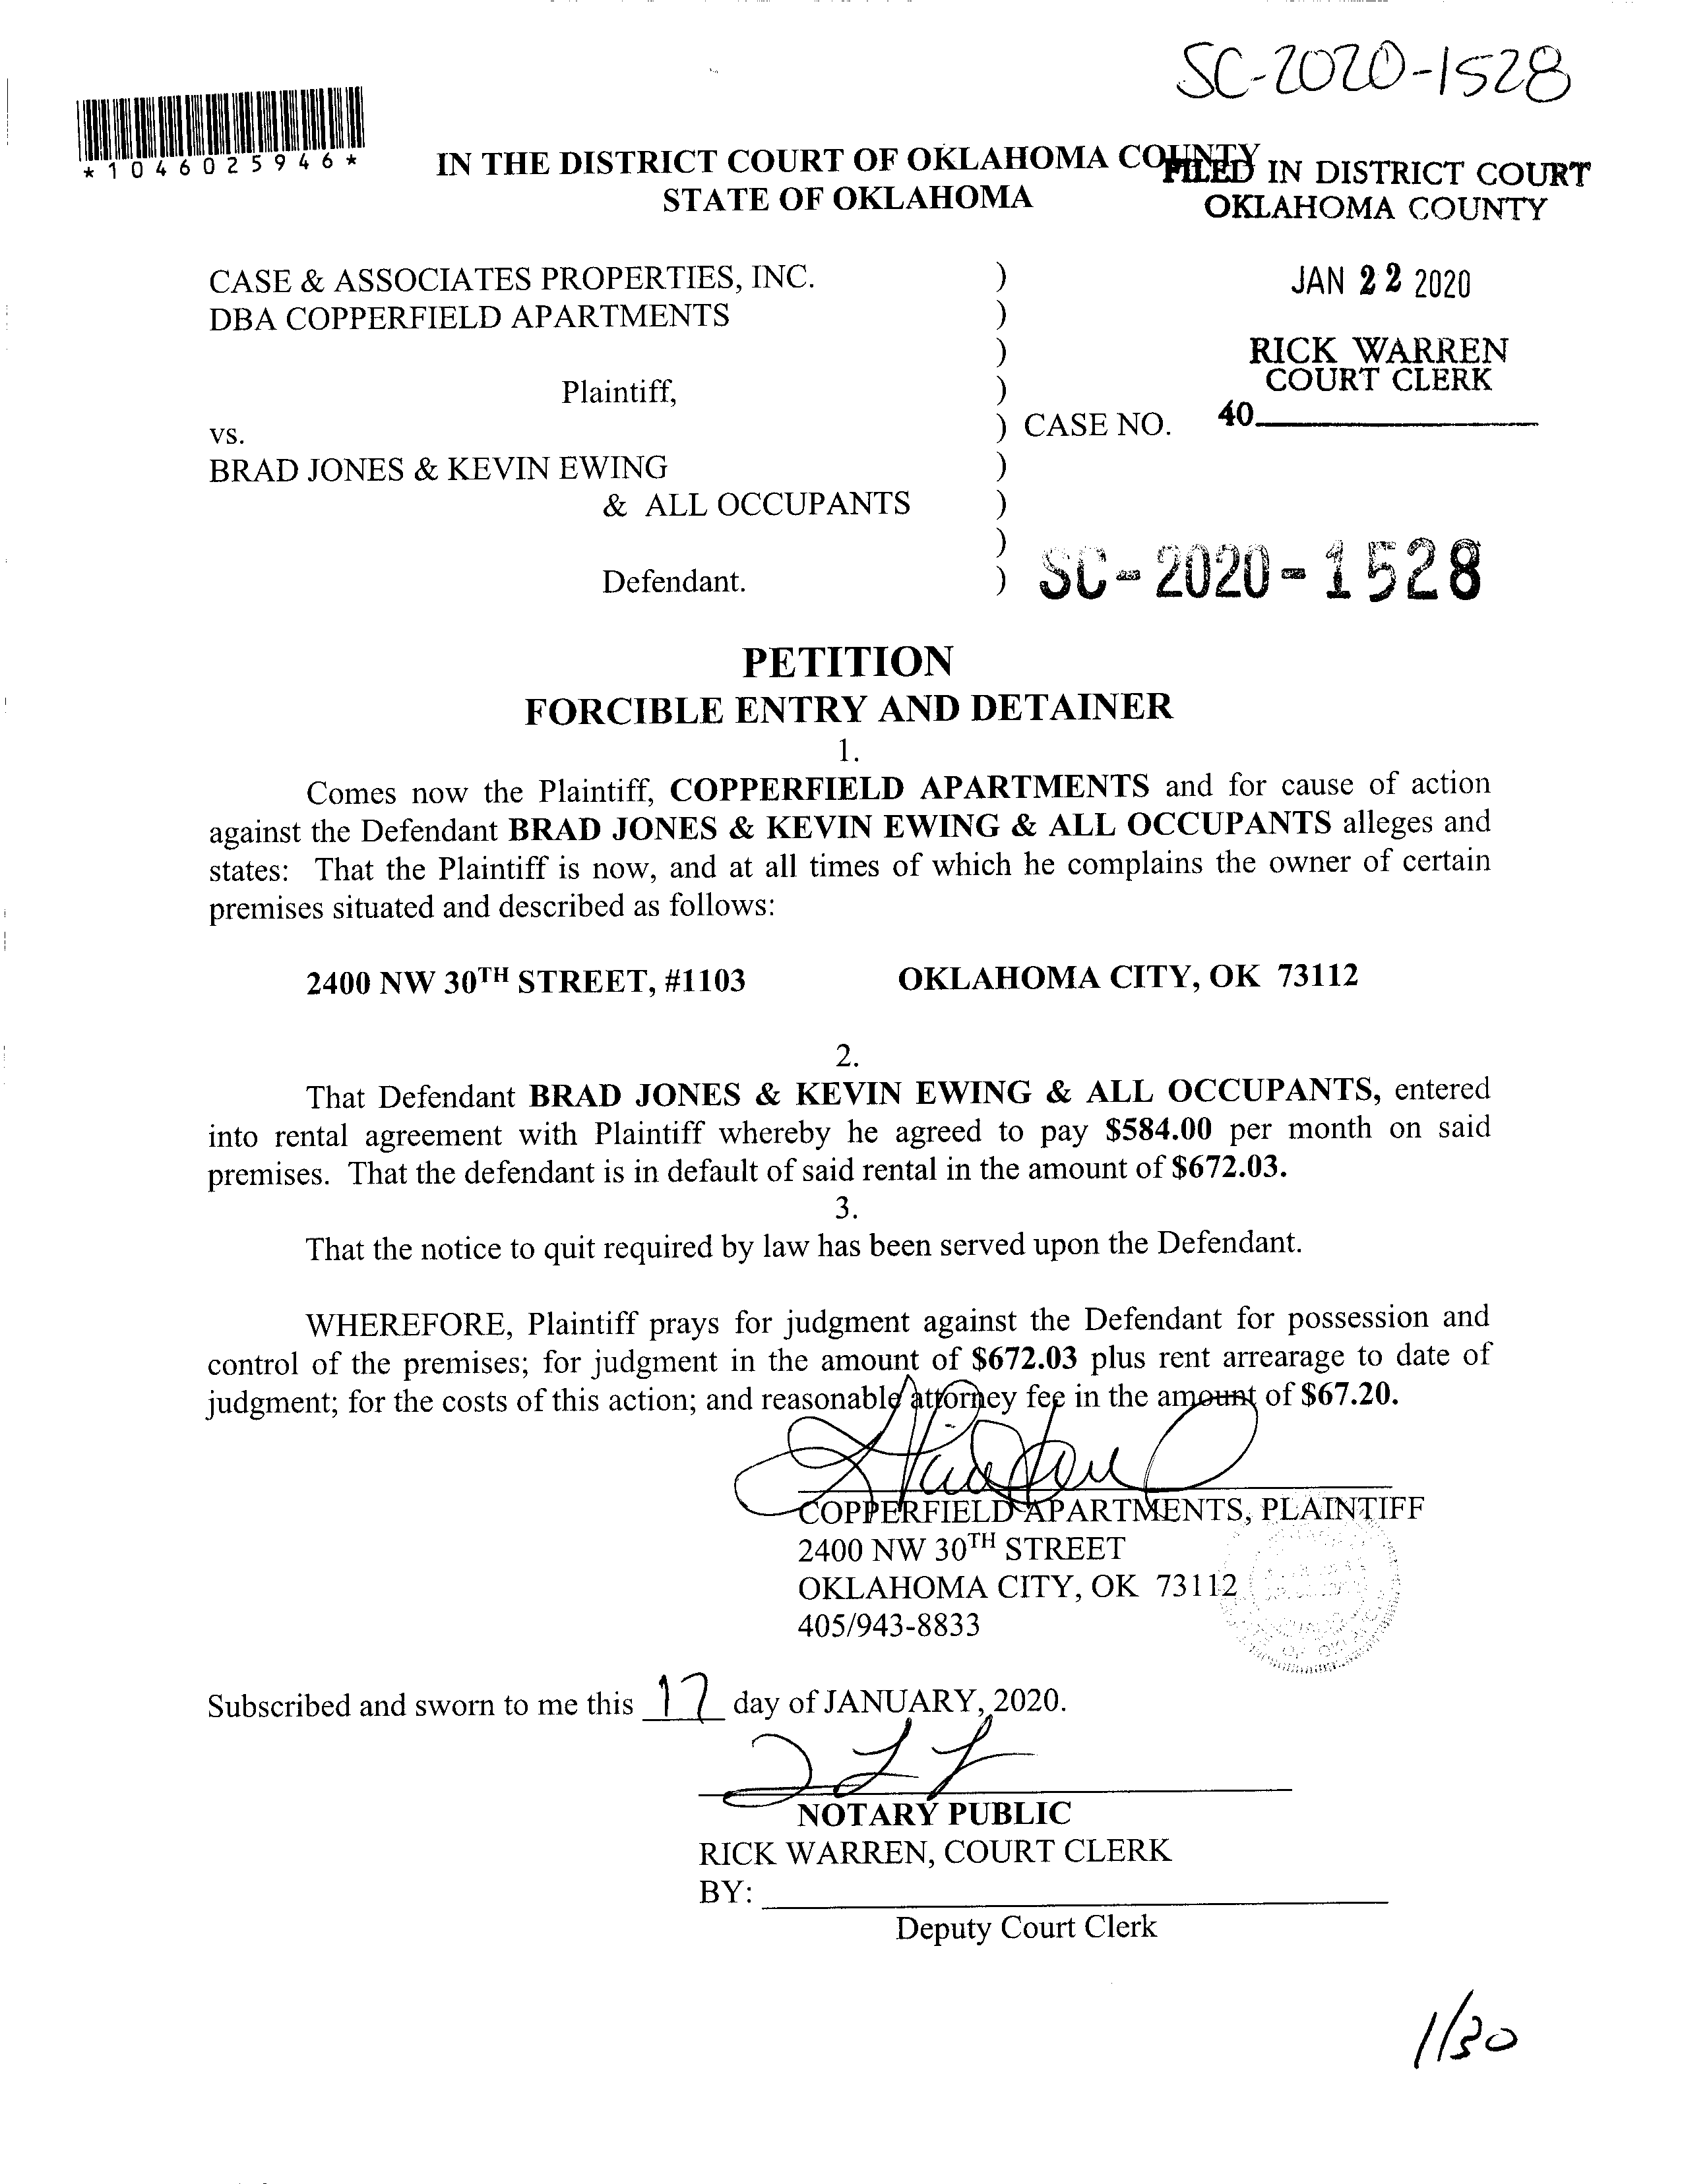 SC-2020-1528
*1046025946*
IN THE DISTRICT COURT OF OKLAHOMA COUNTY
STATE OF OKLAHOMA
FILED IN DISTRICT COURT
OKLAHOMA COUNTY
JAN 22 2020
RICK WARREN
COURT CLERK
40
CASE & ASSOCIATES PROPERTIES, INC. )
DBA COPPERFIELD APARTMENTS )
)
Plaintiff, )
vs. ) CASE NO.
BRAD JONES & KEVIN EWING )
& ALL OCCUPANTS )
)
Defendant. ) SC-2020-1528
PETITION
FORCIBLE ENTRY AND DETAINER
1.
Comes now the Plaintiff, COPPERFIELD APARTMENTS and for cause of action
against the Defendant BRAD JONES & KEVIN EWING & ALL OCCUPANTS alleges and
states: That the Plaintiff is now, and at all times of which he complains the owner of certain
premises situated and described as follows:
2400 NW 30TH STREET, #1103 OKLAHOMA CITY, OK 73112
2.
That Defendant BRAD JONES & KEVIN EWING & ALL OCCUPANTS, entered
into rental agreement with Plaintiff whereby he agreed to pay $584.00 per month on said
premises. That the defendant is in default of said rental in the amount of $672.03.
3.
That the notice to quit required by law has been served upon the Defendant.
WHEREFORE, Plaintiff prays for judgment against the Defendant for possession and
control of the premises; for judgment in the amount of $672.03 plus rent arrearage to date of
judgment; for the costs of this action; and reasonable attorney fee in the amount of $67.20.
COPPERFIELD APARTMENTS, PLAINTIFF
2400 NW 30TH STREET
OKLAHOMA CITY, OK 73112
405/943-8833
Subscribed and sworn to me this 17 day of JANUARY, 2020.
NOTARY PUBLIC
RICK WARREN, COURT CLERK
BY:
Deputy Court Clerk
1/30